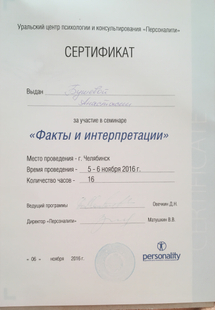 Уральский центр психологии и консультирования «Персоналити»
СЕРТИФИКАТ
Выдан
Анастасии
за участие в семинаре
«Факты и интерпретации»
Место проведения - г. Челябинск
Время проведения - 5 - 6 ноября 2016 г.
Количество часов - 16
Ведущий программы Овечкин Д.Н
Директор «Персоналити» Матушкин В.В.
personality
« 06 » ноября 2016 г.